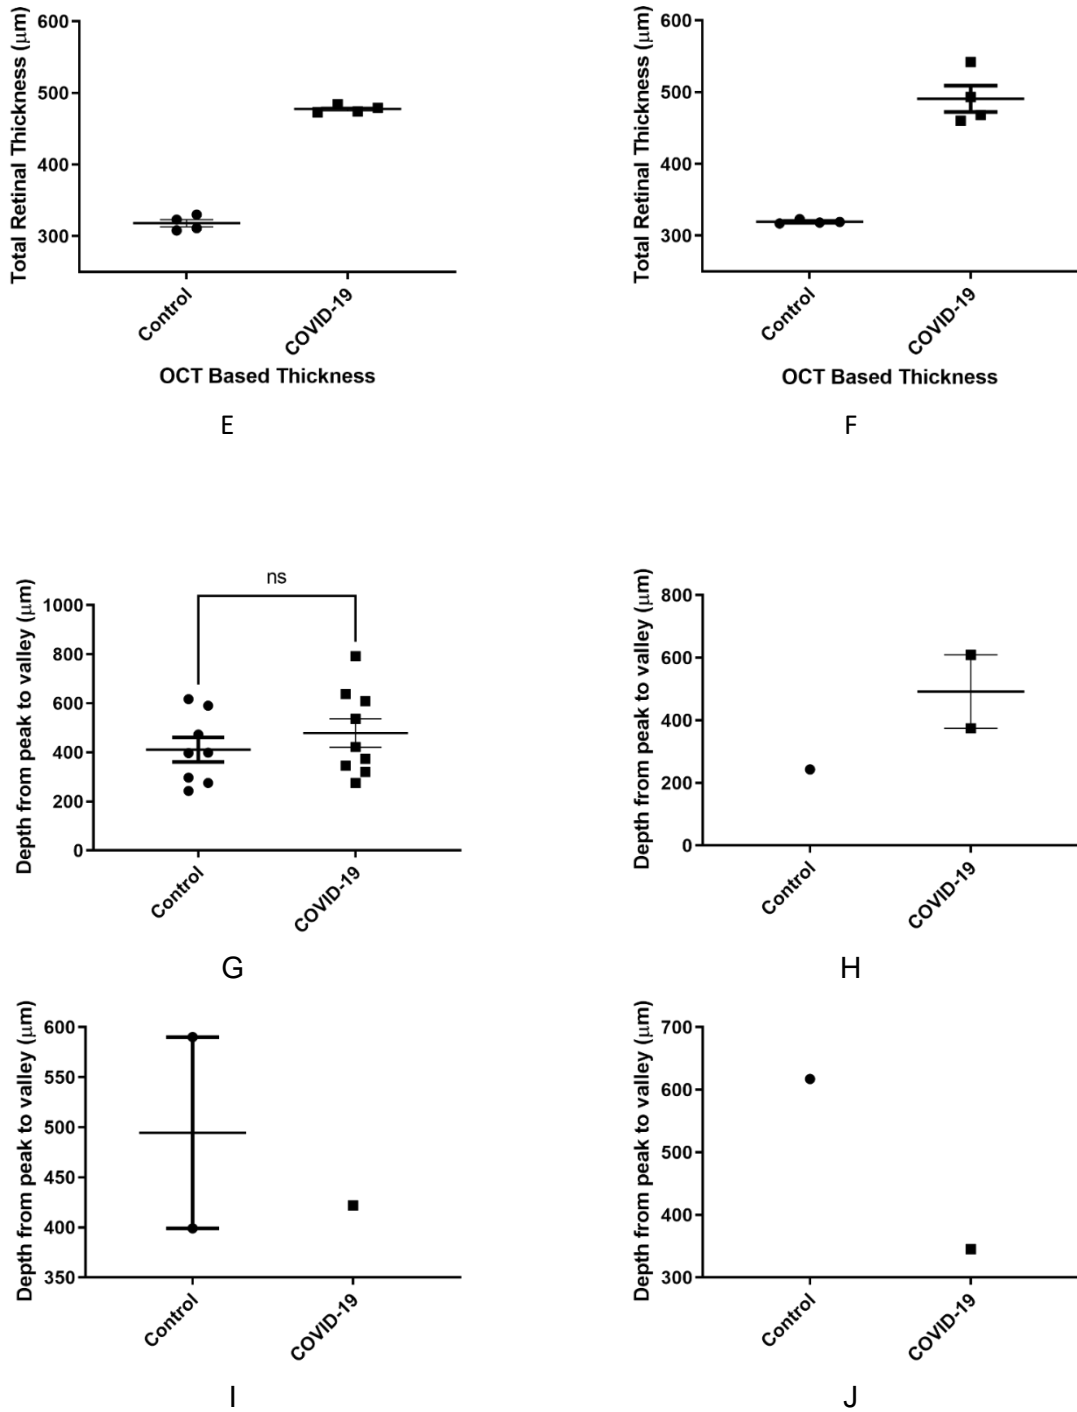 Total Retinal Thickness (μm)
600
500
400
300
Control
COVID-19
OCT Based Thickness
E
Total Retinal Thickness (μm)
600
500
400
300
Control
COVID-19
OCT Based Thickness
F
Depth from peak to valley (μm)
1000
800
600
400
200
0
ns
Control
COVID-19
G
Depth from peak to valley (μm)
800
600
400
200
0
Control
COVID-19
H
Depth from peak to valley (μm)
600
550
500
450
400
350
Control
COVID-19
I
Depth from peak to valley (μm)
700
600
500
400
300
Control
COVID-19
J